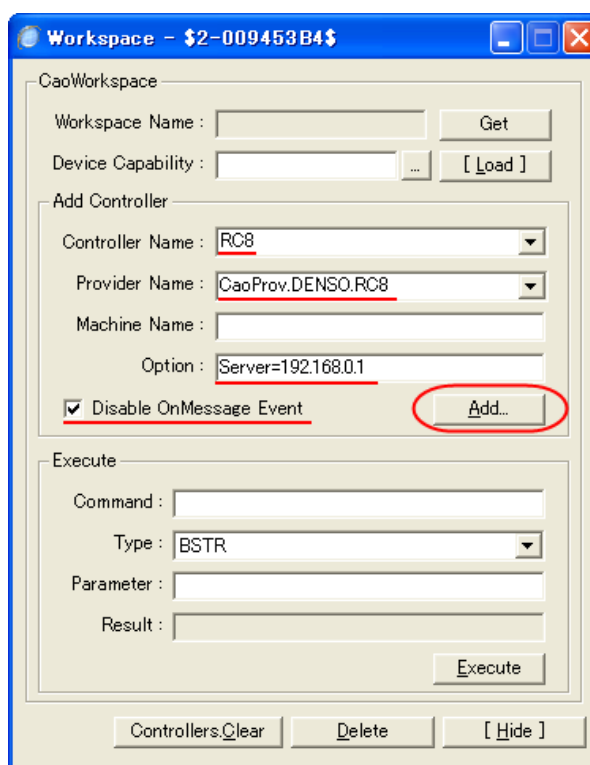 Workspace - $2-009453B4$
CaoWorkspace
Workspace Name : Get
Device Capability : ... [ Load ]
Add Controller
Controller Name : RC8
Provider Name : CaoProv.DENSO.RC8
Machine Name :
Option : Server=192.168.0.1
Disable OnMessage Event Add...
Execute
Command :
Type : BSTR
Parameter :
Result :
Execute
Controllers.Clear Delete [ Hide ]